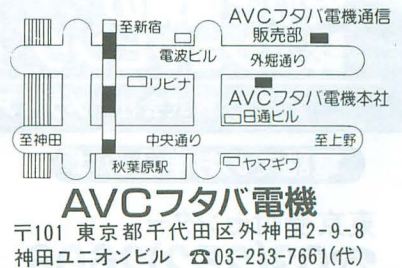 至新宿
AVCフタバ電機通信
販売部
電波ビル
外堀通り
リビナ
AVCフタバ電機本社
日通ビル
至神田
中央通り
至上野
秋葉原駅
ヤマギワ
AVCフタバ電機
〒101 東京都千代田区外神田2-9-8
神田ユニオンビル ☎03-253-7661(代)